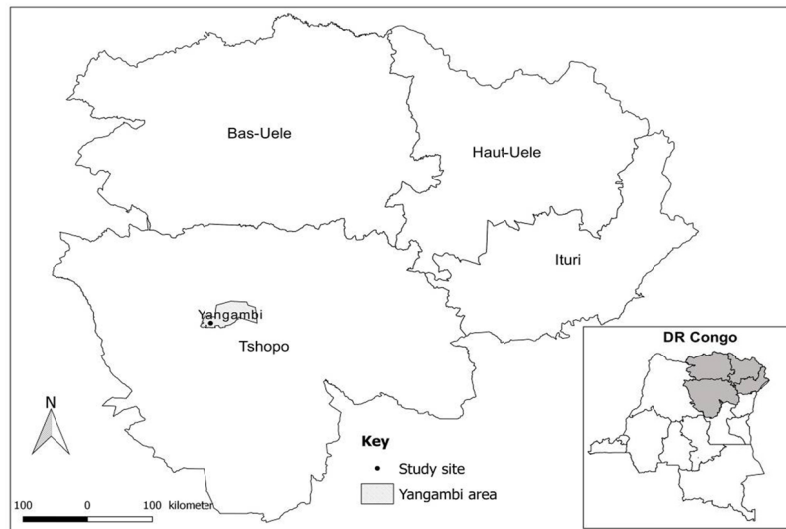 Bas-Uele
Haut-Uele
Ituri
Yangambi
Tshopo
DR Congo
N
Key
Study site
Yangambi area
100 0 100 kilometer